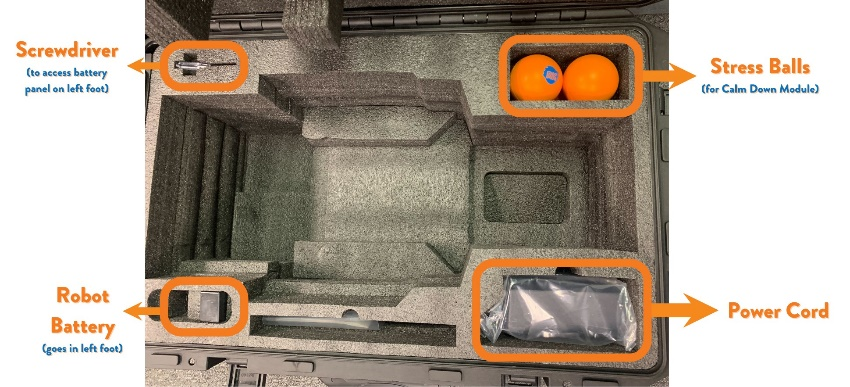 Screwdriver
(to access battery
panel on left foot)
Stress Balls
(for Calm Down Module)
Robot
Battery
(goes in left foot)
Power Cord